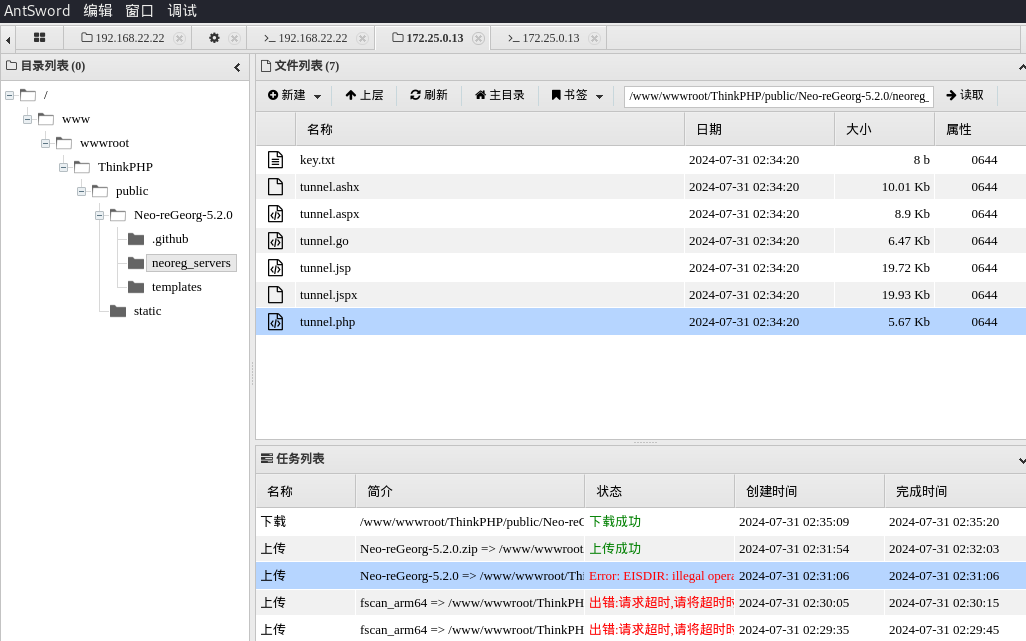 AntSword 编辑 窗口 调试
192.168.22.22 >_ 192.168.22.22 172.25.0.13 >_ 172.25.0.13
目录列表 (0)
/
www
wwwroot
ThinkPHP
public
Neo-reGeorg-5.2.0
.github
neoreg_servers
templates
static
文件列表 (7)
新建 上层 刷新 主目录 书签 /www/wwwroot/ThinkPHP/public/Neo-reGeorg-5.2.0/neoreg_ 读取
名称 日期 大小 属性
key.txt 2024-07-31 02:34:20 8 b 0644
tunnel.ashx 2024-07-31 02:34:20 10.01 Kb 0644
tunnel.aspx 2024-07-31 02:34:20 8.9 Kb 0644
tunnel.go 2024-07-31 02:34:20 6.47 Kb 0644
tunnel.jsp 2024-07-31 02:34:20 19.72 Kb 0644
tunnel.jspx 2024-07-31 02:34:20 19.93 Kb 0644
tunnel.php 2024-07-31 02:34:20 5.67 Kb 0644
任务列表
名称 简介 状态 创建时间 完成时间
下载 /www/wwwroot/ThinkPHP/public/Neo-reG 下载成功 2024-07-31 02:35:09 2024-07-31 02:35:20
上传 Neo-reGeorg-5.2.0.zip => /www/wwwroot 上传成功 2024-07-31 02:31:54 2024-07-31 02:32:03
上传 Neo-reGeorg-5.2.0 => /www/wwwroot/Thi Error: EISDIR: illegal opera 2024-07-31 02:31:06 2024-07-31 02:31:06
上传 fscan_arm64 => /www/wwwroot/ThinkPH 出错:请求超时,请将超时时 2024-07-31 02:30:05 2024-07-31 02:30:15
上传 fscan_arm64 => /www/wwwroot/ThinkPH 出错:请求超时,请将超时时 2024-07-31 02:29:35 2024-07-31 02:29:45